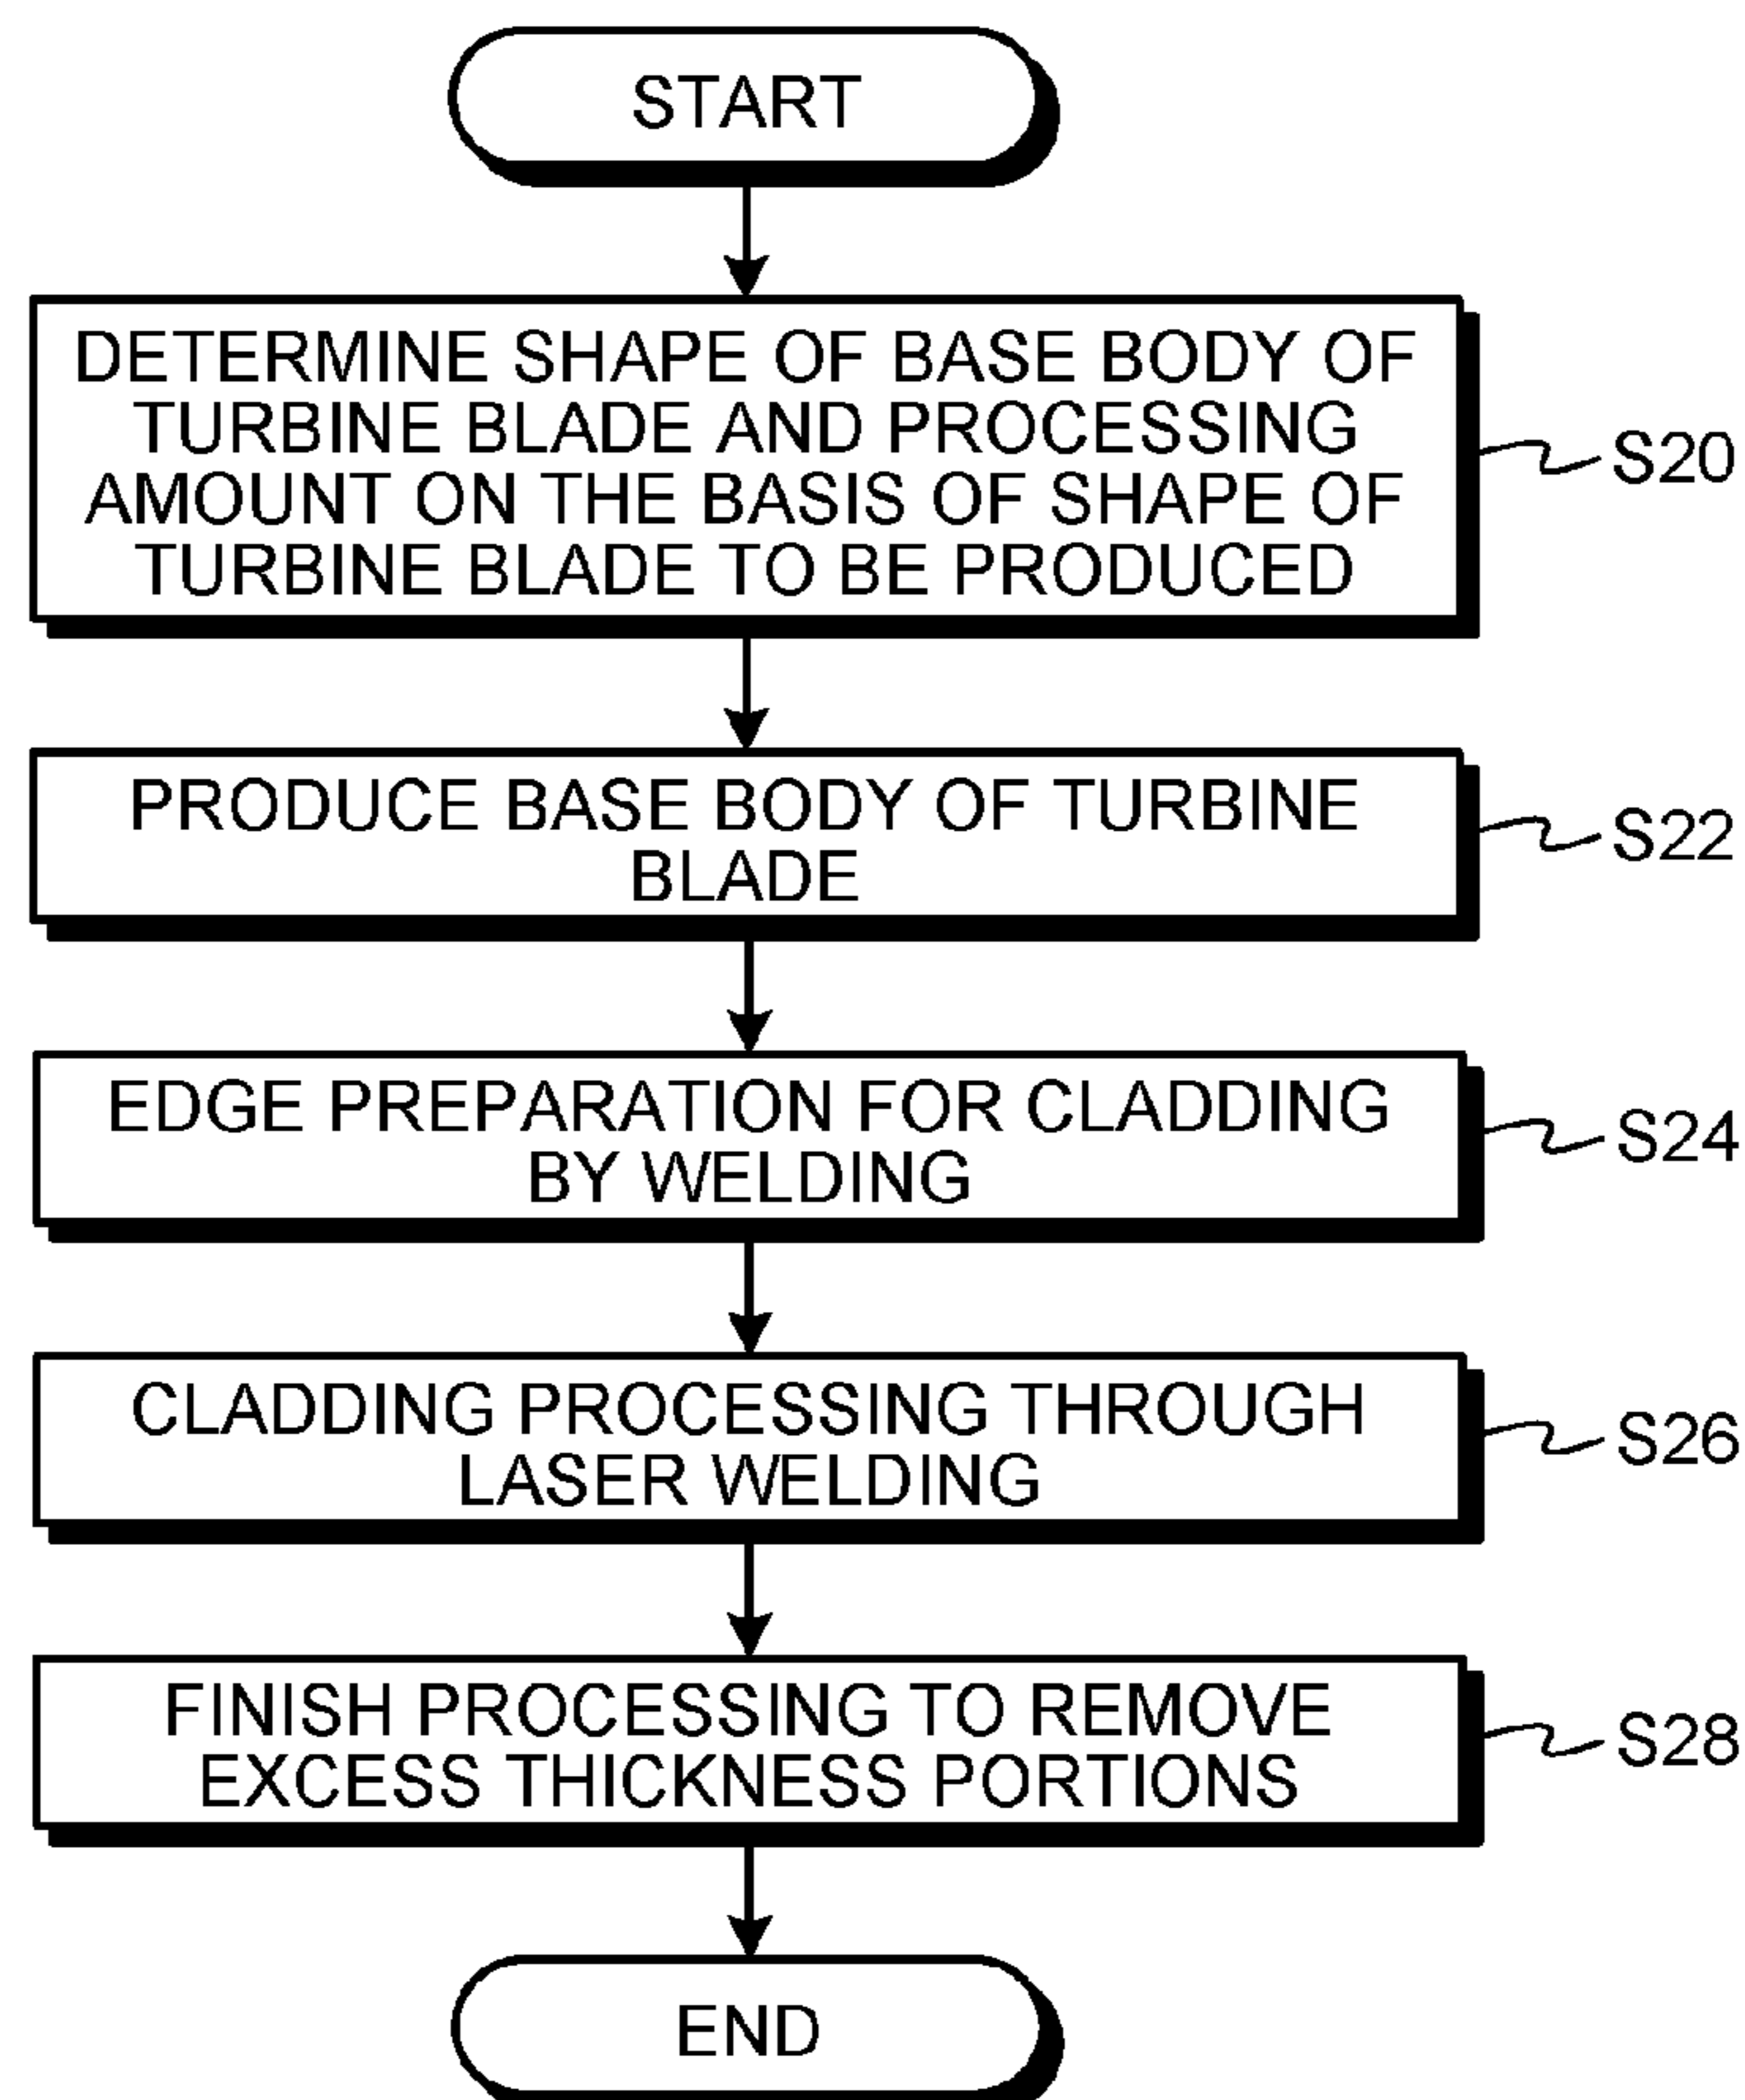 START
DETERMINE SHAPE OF BASE BODY OF
TURBINE BLADE AND PROCESSING
AMOUNT ON THE BASIS OF SHAPE OF
TURBINE BLADE TO BE PRODUCED
S20
PRODUCE BASE BODY OF TURBINE
BLADE
S22
EDGE PREPARATION FOR CLADDING
BY WELDING
S24
CLADDING PROCESSING THROUGH
LASER WELDING
S26
FINISH PROCESSING TO REMOVE
EXCESS THICKNESS PORTIONS
S28
END